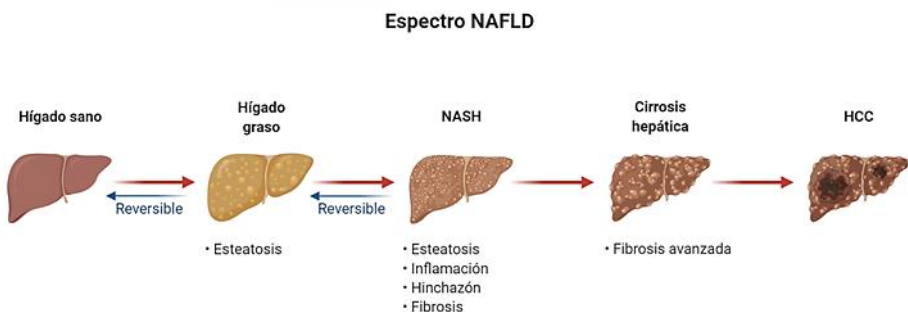 Espectro NAFLD
Hígado sano
Hígado
graso
NASH
Cirrosis
hepática
HCC
Reversible
Reversible
• Esteatosis
• Esteatosis
• Inflamación
• Hinchazón
• Fibrosis
• Fibrosis avanzada